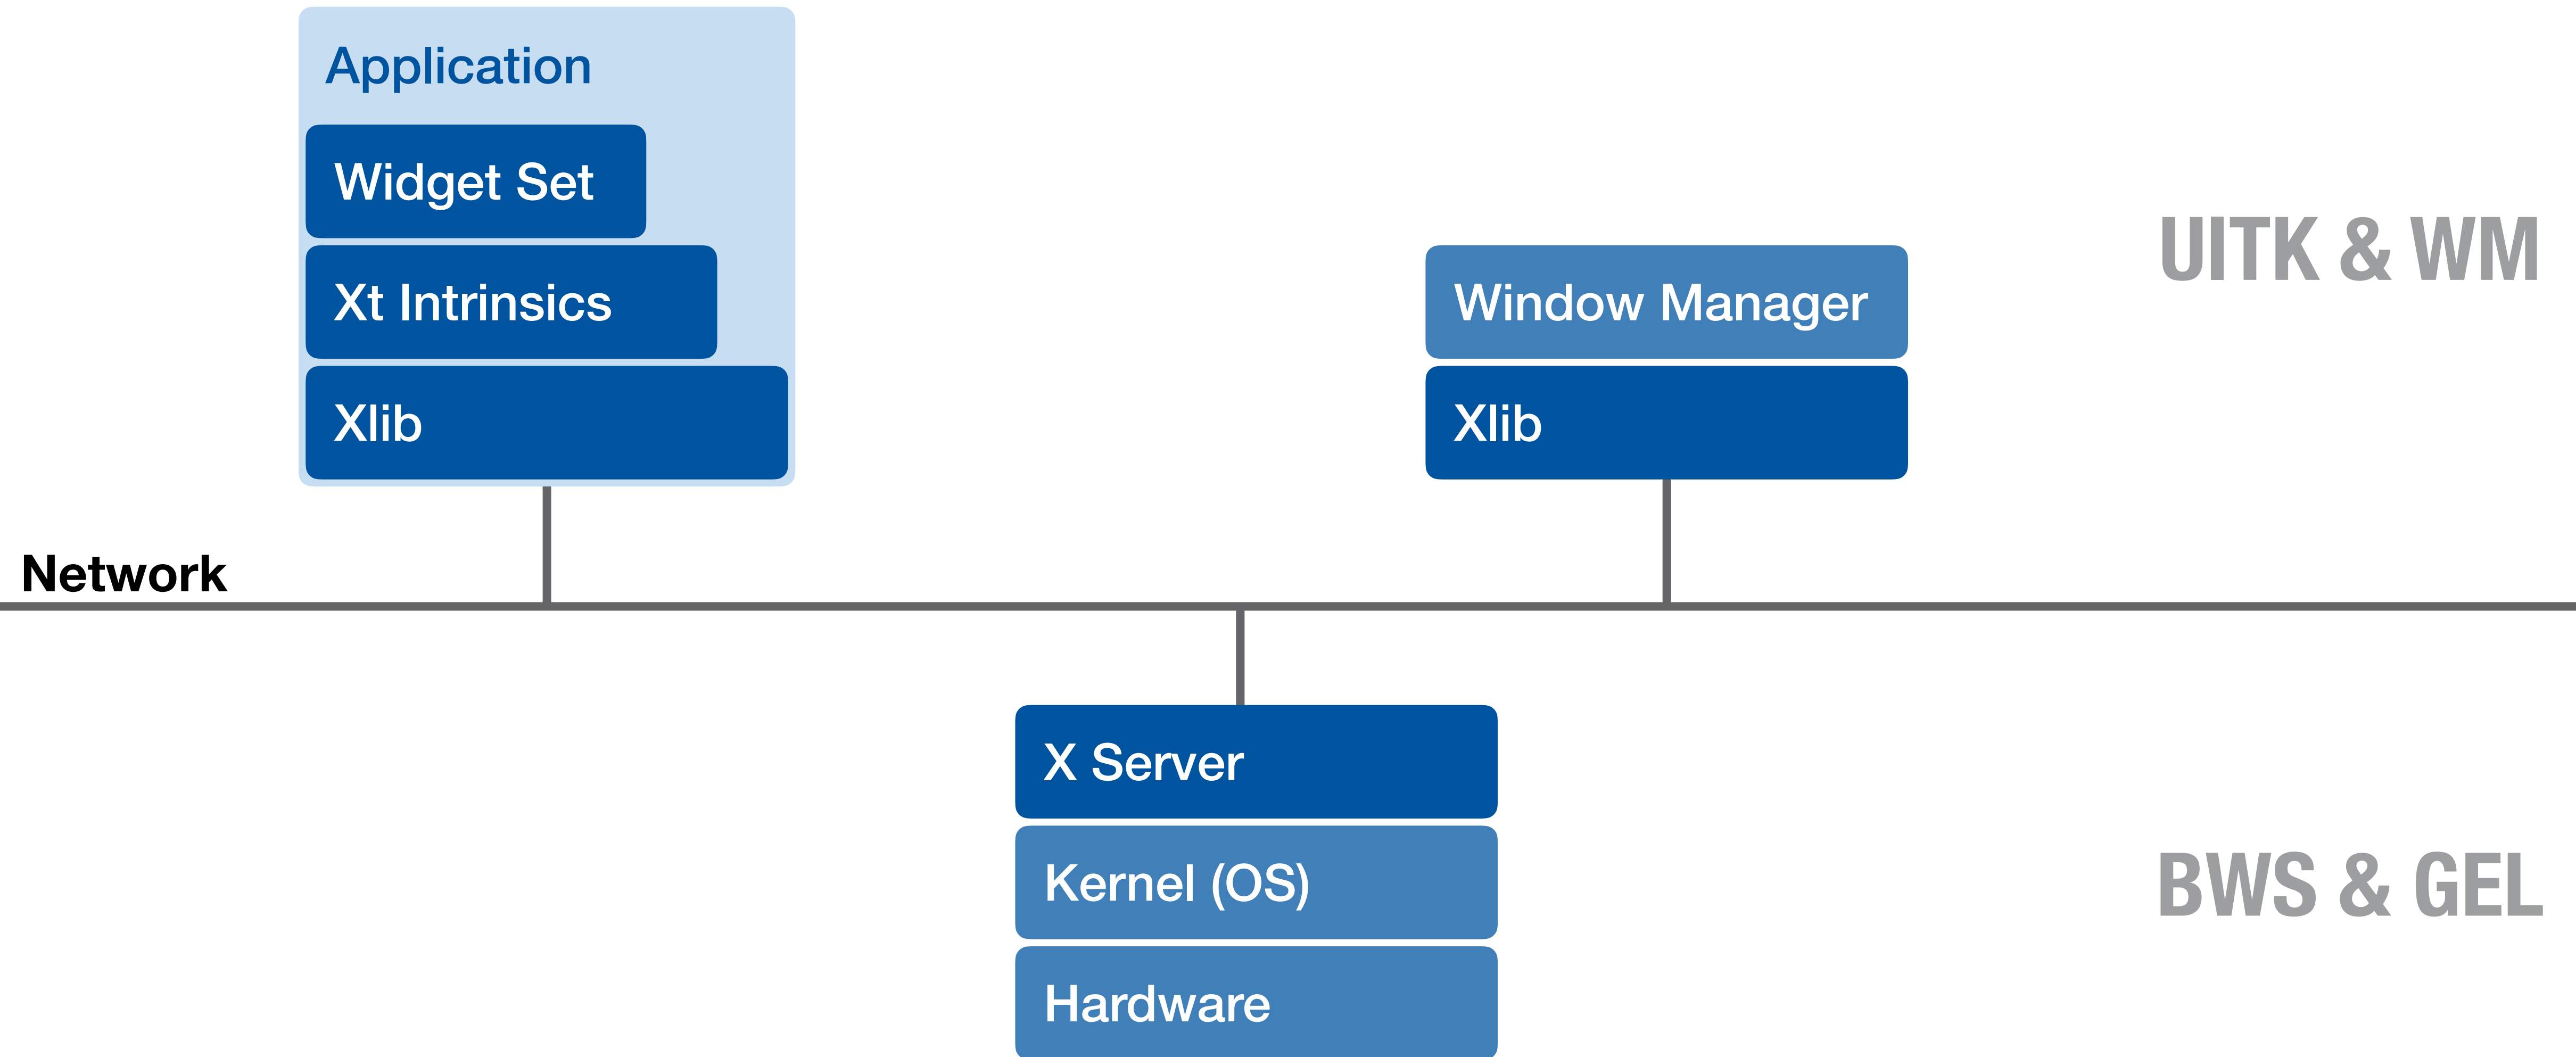 Application
Widget Set
Xt Intrinsics
Xlib
Window Manager
Xlib
UITK & WM
Network
X Server
Kernel (OS)
Hardware
BWS & GEL